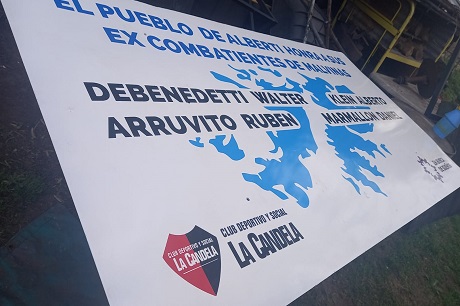 EL PUEBLO DE ALBERTI HONRA A SUS
EX COMBATIENTES DE MALVINAS
DEBENEDETTI WALTER
KLEIN ALBERTO
ARRUVITO RUBEN
MARMALLON DANIEL
CLUB DEPORTIVO Y SOCIAL
LA CANDELA
CLUB DEPORTIVO Y SOCIAL
LA CANDELA